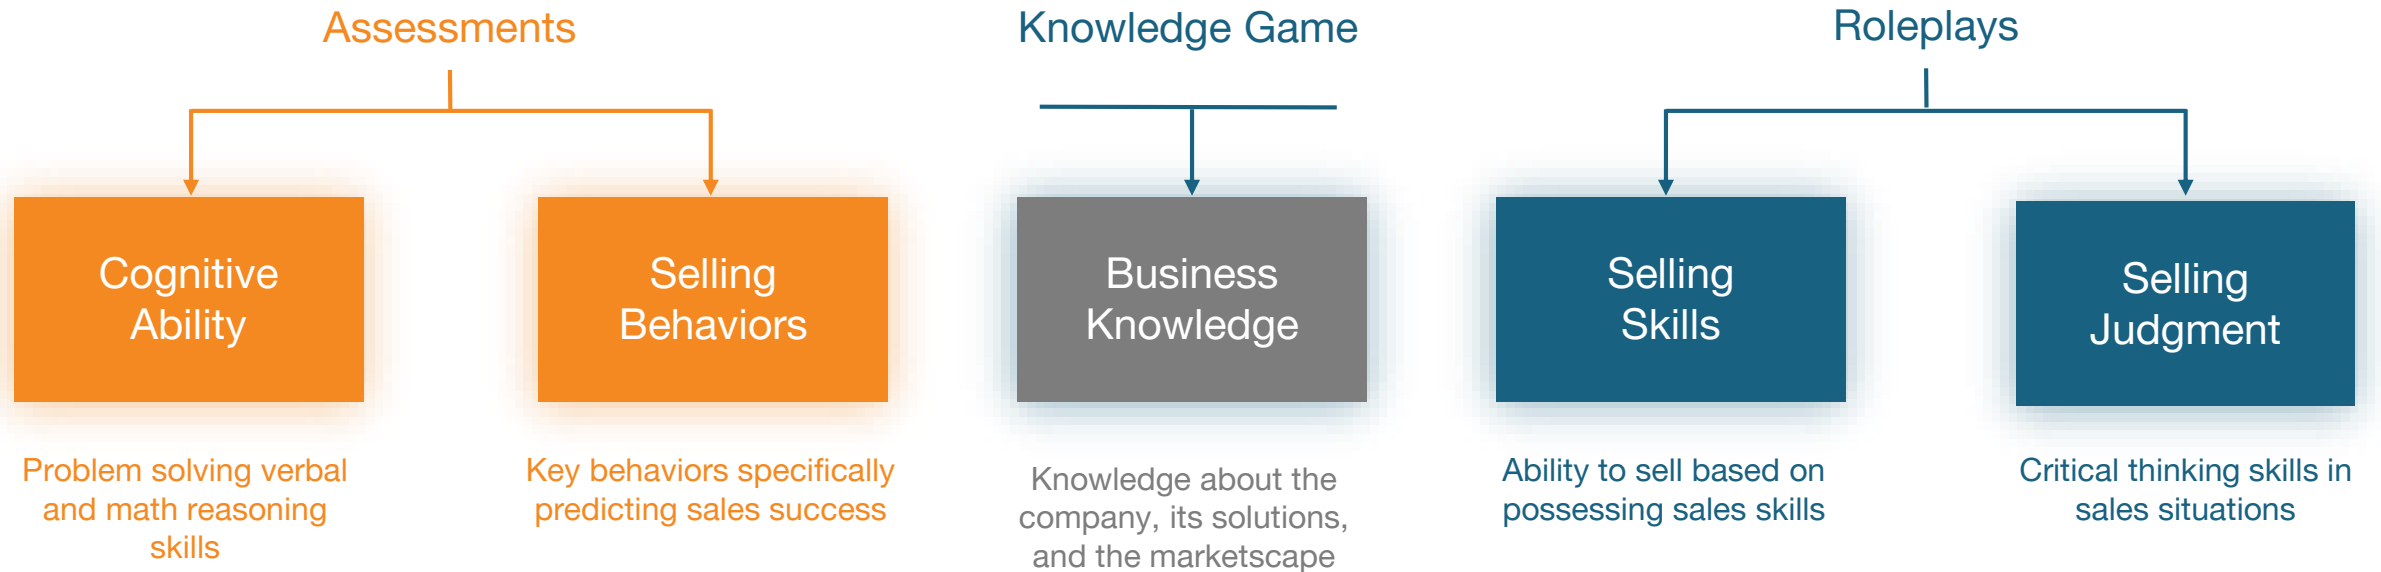 Assessments
Knowledge Game
Roleplays
Cognitive
Ability
Selling
Behaviors
Business
Knowledge
Selling
Skills
Selling
Judgment
Problem solving verbal
and math reasoning
skills
Key behaviors specifically
predicting sales success
Knowledge about the
company, its solutions,
and the marketscape
Ability to sell based on
possessing sales skills
Critical thinking skills in
sales situations